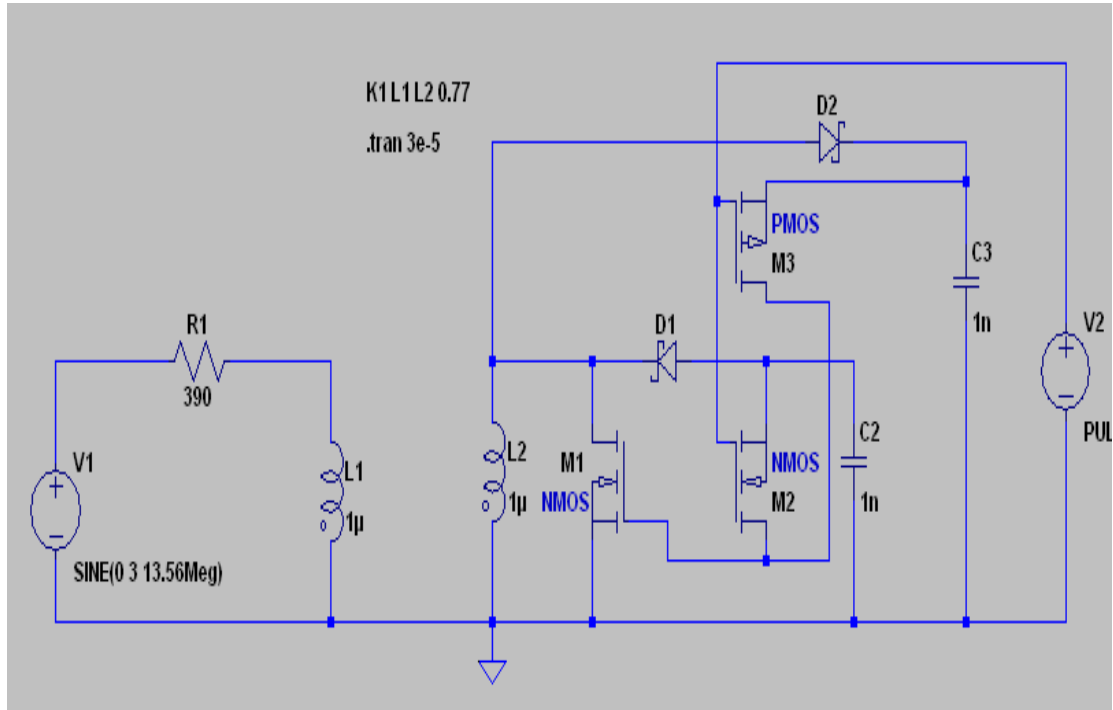 K1 L1 L2 0.77
.tran 3e-5
D2
PMOS
M3
C3
1n
R1
390
D1
V2
V1
L1
1µ
L2
1µ
M1
NMOS
NMOS
M2
C2
1n
PUL
SINE(0 3 13.56Meg)